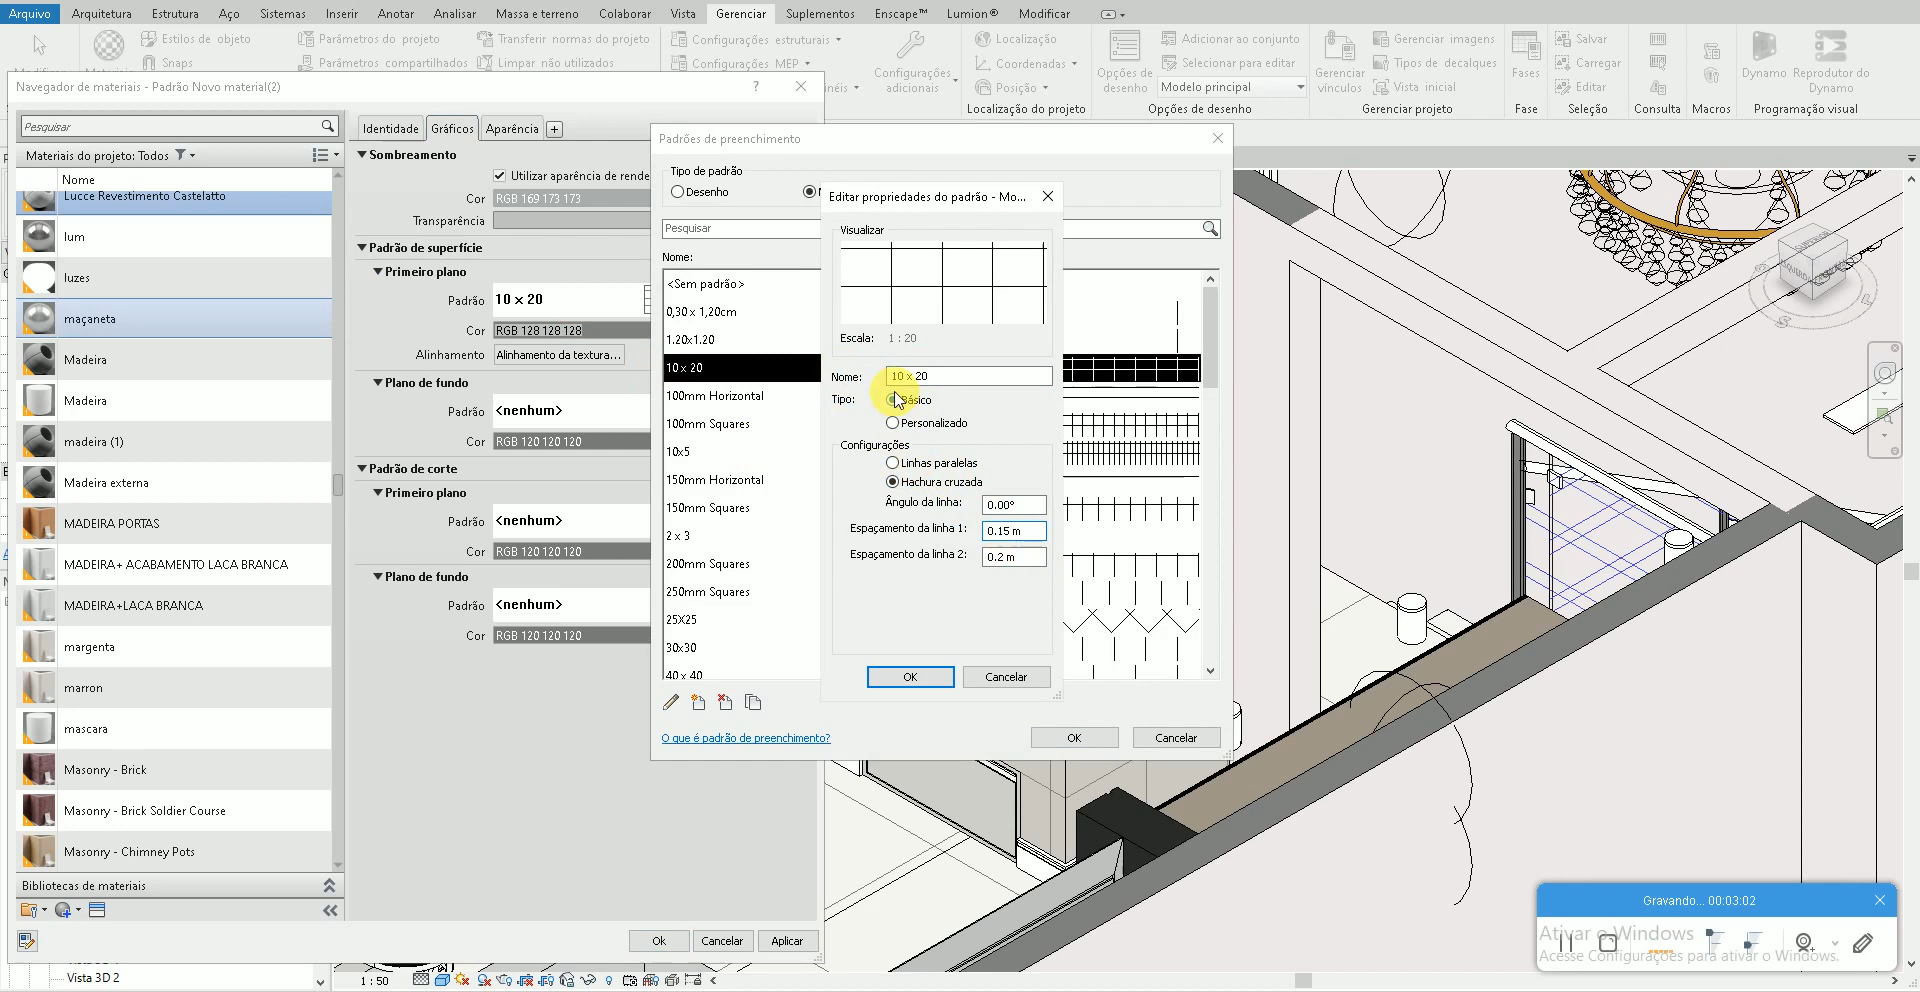 Arquivo Arquitetura Estrutura Aço Sistemas Inserir Anotar Analisar Massa e terreno Colaborar Vista Gerenciar Suplementos Enscape™ Lumion® Modificar
Estilos de objeto Parâmetros do projeto Transferir normas do projeto Configurações estruturais Localização Adicionar ao conjunto Gerenciar imagens Salvar
Snaps Parâmetros compartilhados Limpar não utilizados Configurações MEP Coordenadas Selecionar para editar Tipos de decalques Carregar
Configurações adicionais Posição Opções de desenho Modelo principal Gerenciar vínculos Vista inicial Fases Editar Dynamo Reprodutor do Dynamo
Localização do projeto Opções de desenho Gerenciar projeto Fase Seleção Consulta Macros Programação visual
Navegador de materiais - Padrão Novo material(2)
?
Pesquisar
Materiais do projeto: Todos
Nome
Lucce Revestimento Castelatto
lum
luzes
maçaneta
Madeira
Madeira
madeira (1)
Madeira externa
MADEIRA PORTAS
MADEIRA+ ACABAMENTO LACA BRANCA
MADEIRA+LACA BRANCA
margenta
marron
mascara
Masonry - Brick
Masonry - Brick Soldier Course
Masonry - Chimney Pots
Bibliotecas de materiais
Identidade Gráficos Aparência +
Sombreamento
Utilizar aparência de rende
Cor RGB 169 173 173
Transparência
Padrão de superfície
Primeiro plano
Padrão 10 x 20
Cor RGB 128 128 128
Alinhamento Alinhamento da textura...
Plano de fundo
Padrão <nenhum>
Cor RGB 120 120 120
Padrão de corte
Primeiro plano
Padrão <nenhum>
Cor RGB 120 120 120
Plano de fundo
Padrão <nenhum>
Cor RGB 120 120 120
Ok Cancelar Aplicar
Padrões de preenchimento
Tipo de padrão
Desenho
Pesquisar
Nome:
<Sem padrão>
0,30 x 1,20cm
1.20x1.20
10 x 20
100mm Horizontal
100mm Squares
10x5
150mm Horizontal
150mm Squares
2 x 3
200mm Squares
250mm Squares
25X25
30x30
40 x 40
O que é padrão de preenchimento?
OK Cancelar
Editar propriedades do padrão - Mo...
Visualizar
Escala: 1 : 20
Nome: 10 x 20
Tipo: Básico
Personalizado
Configurações
Linhas paralelas
Hachura cruzada
Ângulo da linha: 0.00°
Espaçamento da linha 1: 0.15 m
Espaçamento da linha 2: 0.2 m
OK Cancelar
Vista 3D 2
1 : 50
Gravando... 00:03:02
Ativar o Windows
Acesse Configurações para ativar o Windows.